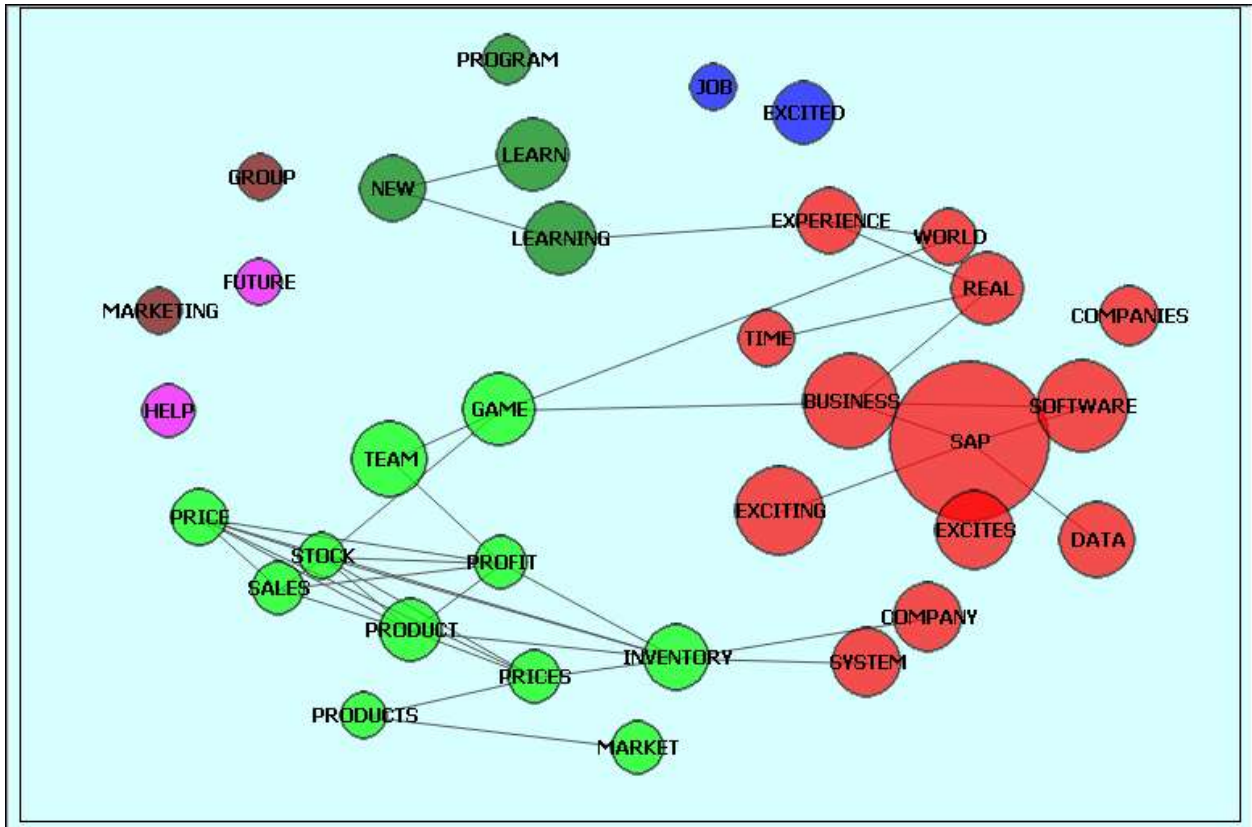 PROGRAM
JOB
EXCITED
LEARN
GROUP
NEW
EXPERIENCE
LEARNING
WORLD
FUTURE
REAL
MARKETING
COMPANIES
TIME
BUSINESS
SOFTWARE
HELP
GAME
SAP
TEAM
EXCITING
PRICE
EXCITES
DATA
STOCK
PROFIT
SALES
COMPANY
PRODUCT
INVENTORY
SYSTEM
PRICES
PRODUCTS
MARKET